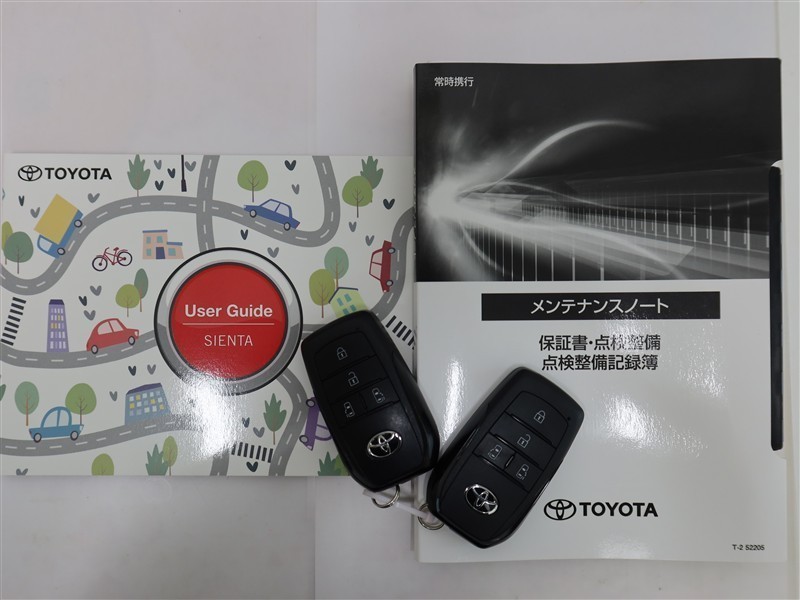 TOYOTA
User Guide
SIENTA
常時携行
メンテナンスノート
保証書・点検整備
点検整備記録簿
TOYOTA
T-2 52205